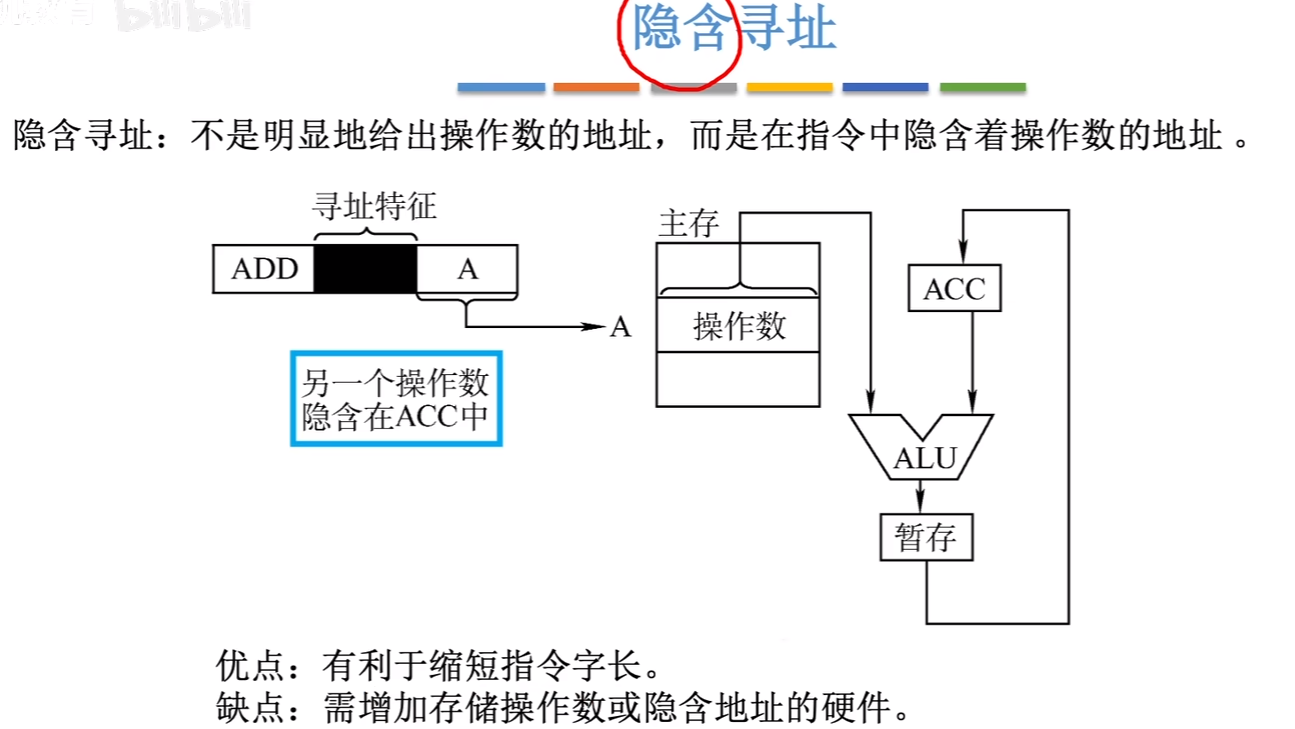 bilibili
隐含寻址
隐含寻址：不是明显地给出操作数的地址，而是在指令中隐含着操作数的地址 。
寻址特征
主存
ADD
A
ACC
A
操作数
另一个操作数
隐含在ACC中
ALU
暂存
优点：有利于缩短指令字长。
缺点：需增加存储操作数或隐含地址的硬件。